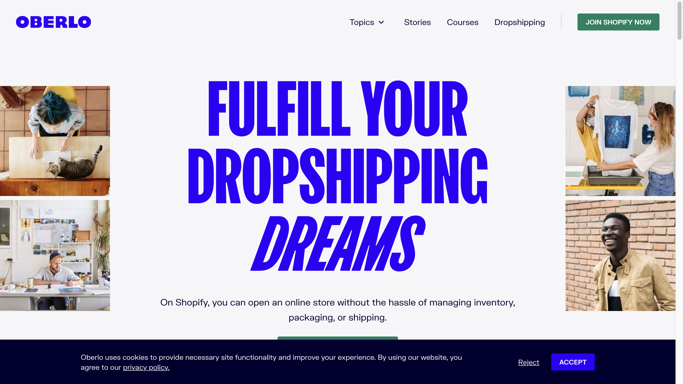 OBERLO
Topics
Stories
Courses
Dropshipping
JOIN SHOPIFY NOW
FULFILL YOUR
DROPSHIPPING
DREAMS
On Shopify, you can open an online store without the hassle of managing inventory,
packaging, or shipping.
Oberlo uses cookies to provide necessary site functionality and improve your experience. By using our website, you
agree to our privacy policy.
Reject
ACCEPT